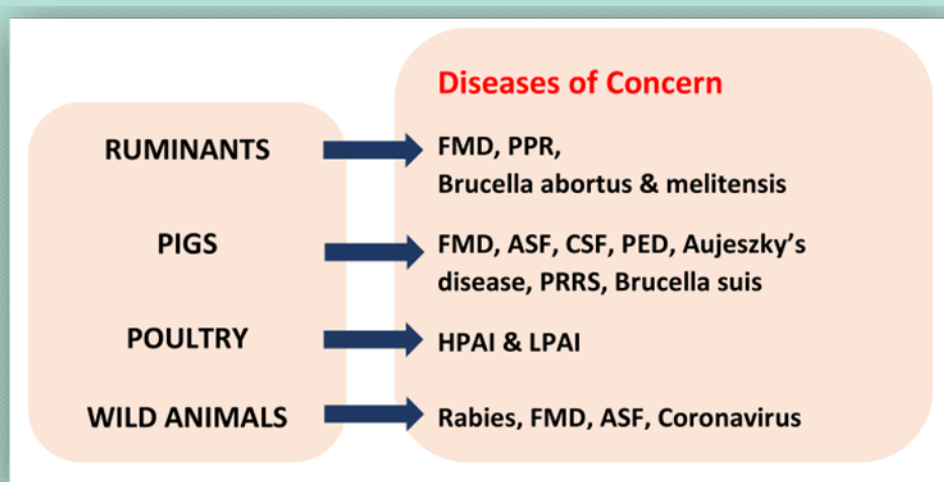 Diseases of Concern
RUMINANTS
FMD, PPR,
Brucella abortus & melitensis
PIGS
FMD, ASF, CSF, PED, Aujeszky's
disease, PRRS, Brucella suis
POULTRY
HPAI & LPAI
WILD ANIMALS
Rabies, FMD, ASF, Coronavirus